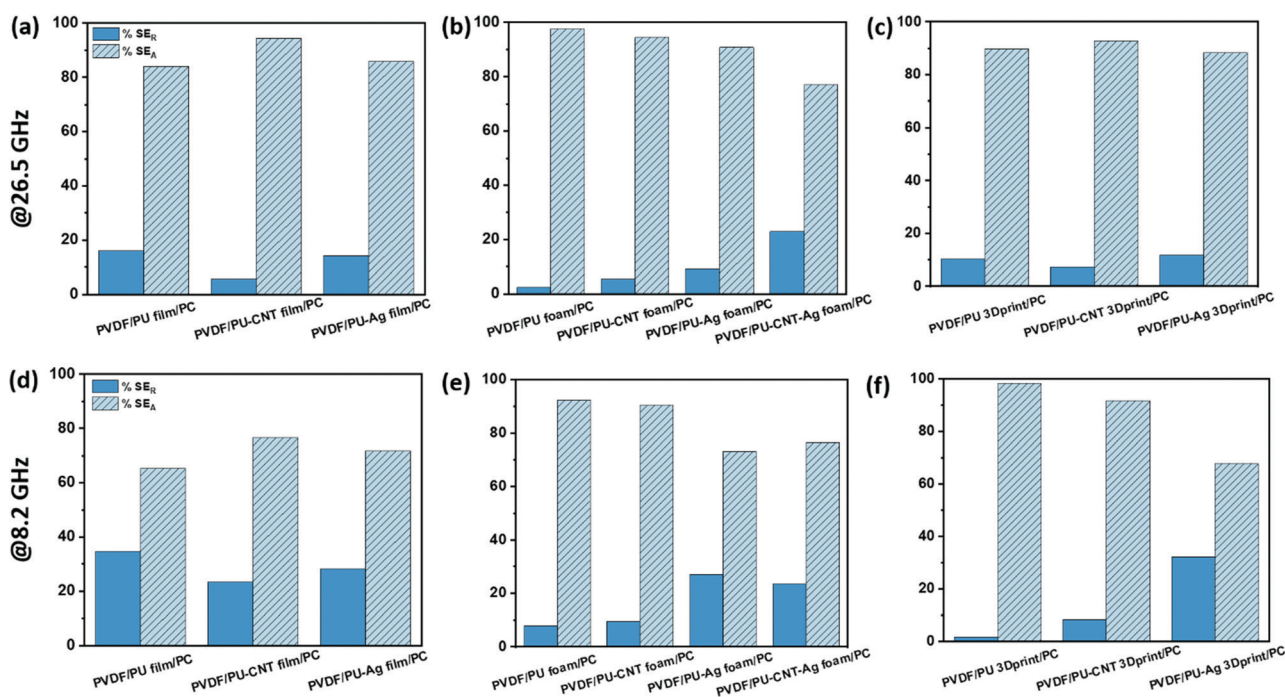 (a)
% SE_R
% SE_A
100
80
60
40
20
0
PVDF/PU film/PC
PVDF/PU-CNT film/PC
PVDF/PU-Ag film/PC
@26.5 GHz
(b)
100
80
60
40
20
0
PVDF/PU foam/PC
PVDF/PU-CNT foam/PC
PVDF/PU-Ag foam/PC
PVDF/PU-CNT-Ag foam/PC
(c)
100
80
60
40
20
0
PVDF/PU 3Dprint/PC
PVDF/PU-CNT 3Dprint/PC
PVDF/PU-Ag 3Dprint/PC
(d)
% SE_R
% SE_A
100
80
60
40
20
0
PVDF/PU film/PC
PVDF/PU-CNT film/PC
PVDF/PU-Ag film/PC
@8.2 GHz
(e)
100
80
60
40
20
0
PVDF/PU foam/PC
PVDF/PU-CNT foam/PC
PVDF/PU-Ag foam/PC
PVDF/PU-CNT-Ag foam/PC
(f)
100
80
60
40
20
0
PVDF/PU 3Dprint/PC
PVDF/PU-CNT 3Dprint/PC
PVDF/PU-Ag 3Dprint/PC